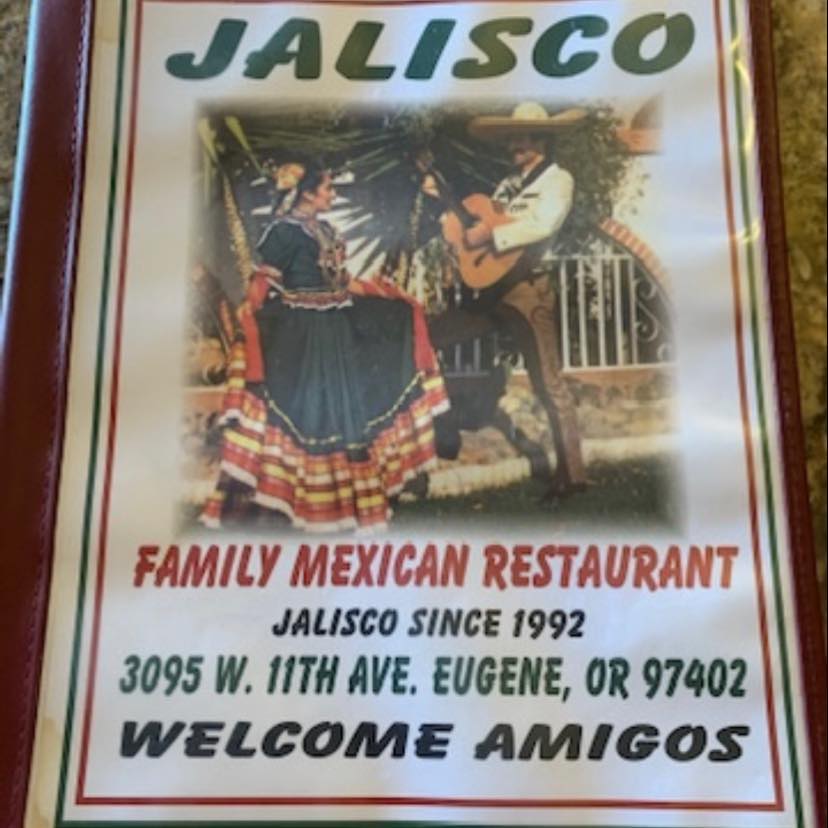 JALISCO
FAMILY MEXICAN RESTAURANT
JALISCO SINCE 1992
3095 W. 11TH AVE. EUGENE, OR 97402
WELCOME AMIGOS